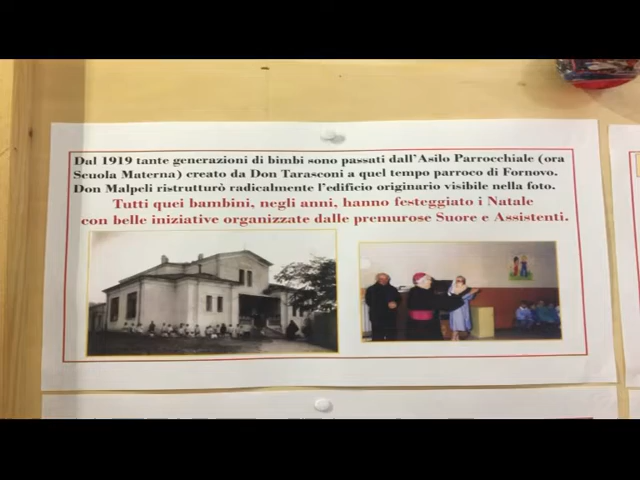 Dal 1919 tante generazioni di bimbi sono passati dall'Asilo Parrocchiale (ora
Scuola Materna) creato da Don Tarasconi a quel tempo parroco di Fornovo.
Don Malpeli ristrutturò radicalmente l'edificio originario visibile nella foto.
Tutti quei bambini, negli anni, hanno festeggiato i Natale
con belle iniziative organizzate dalle premurose Suore e Assistenti.